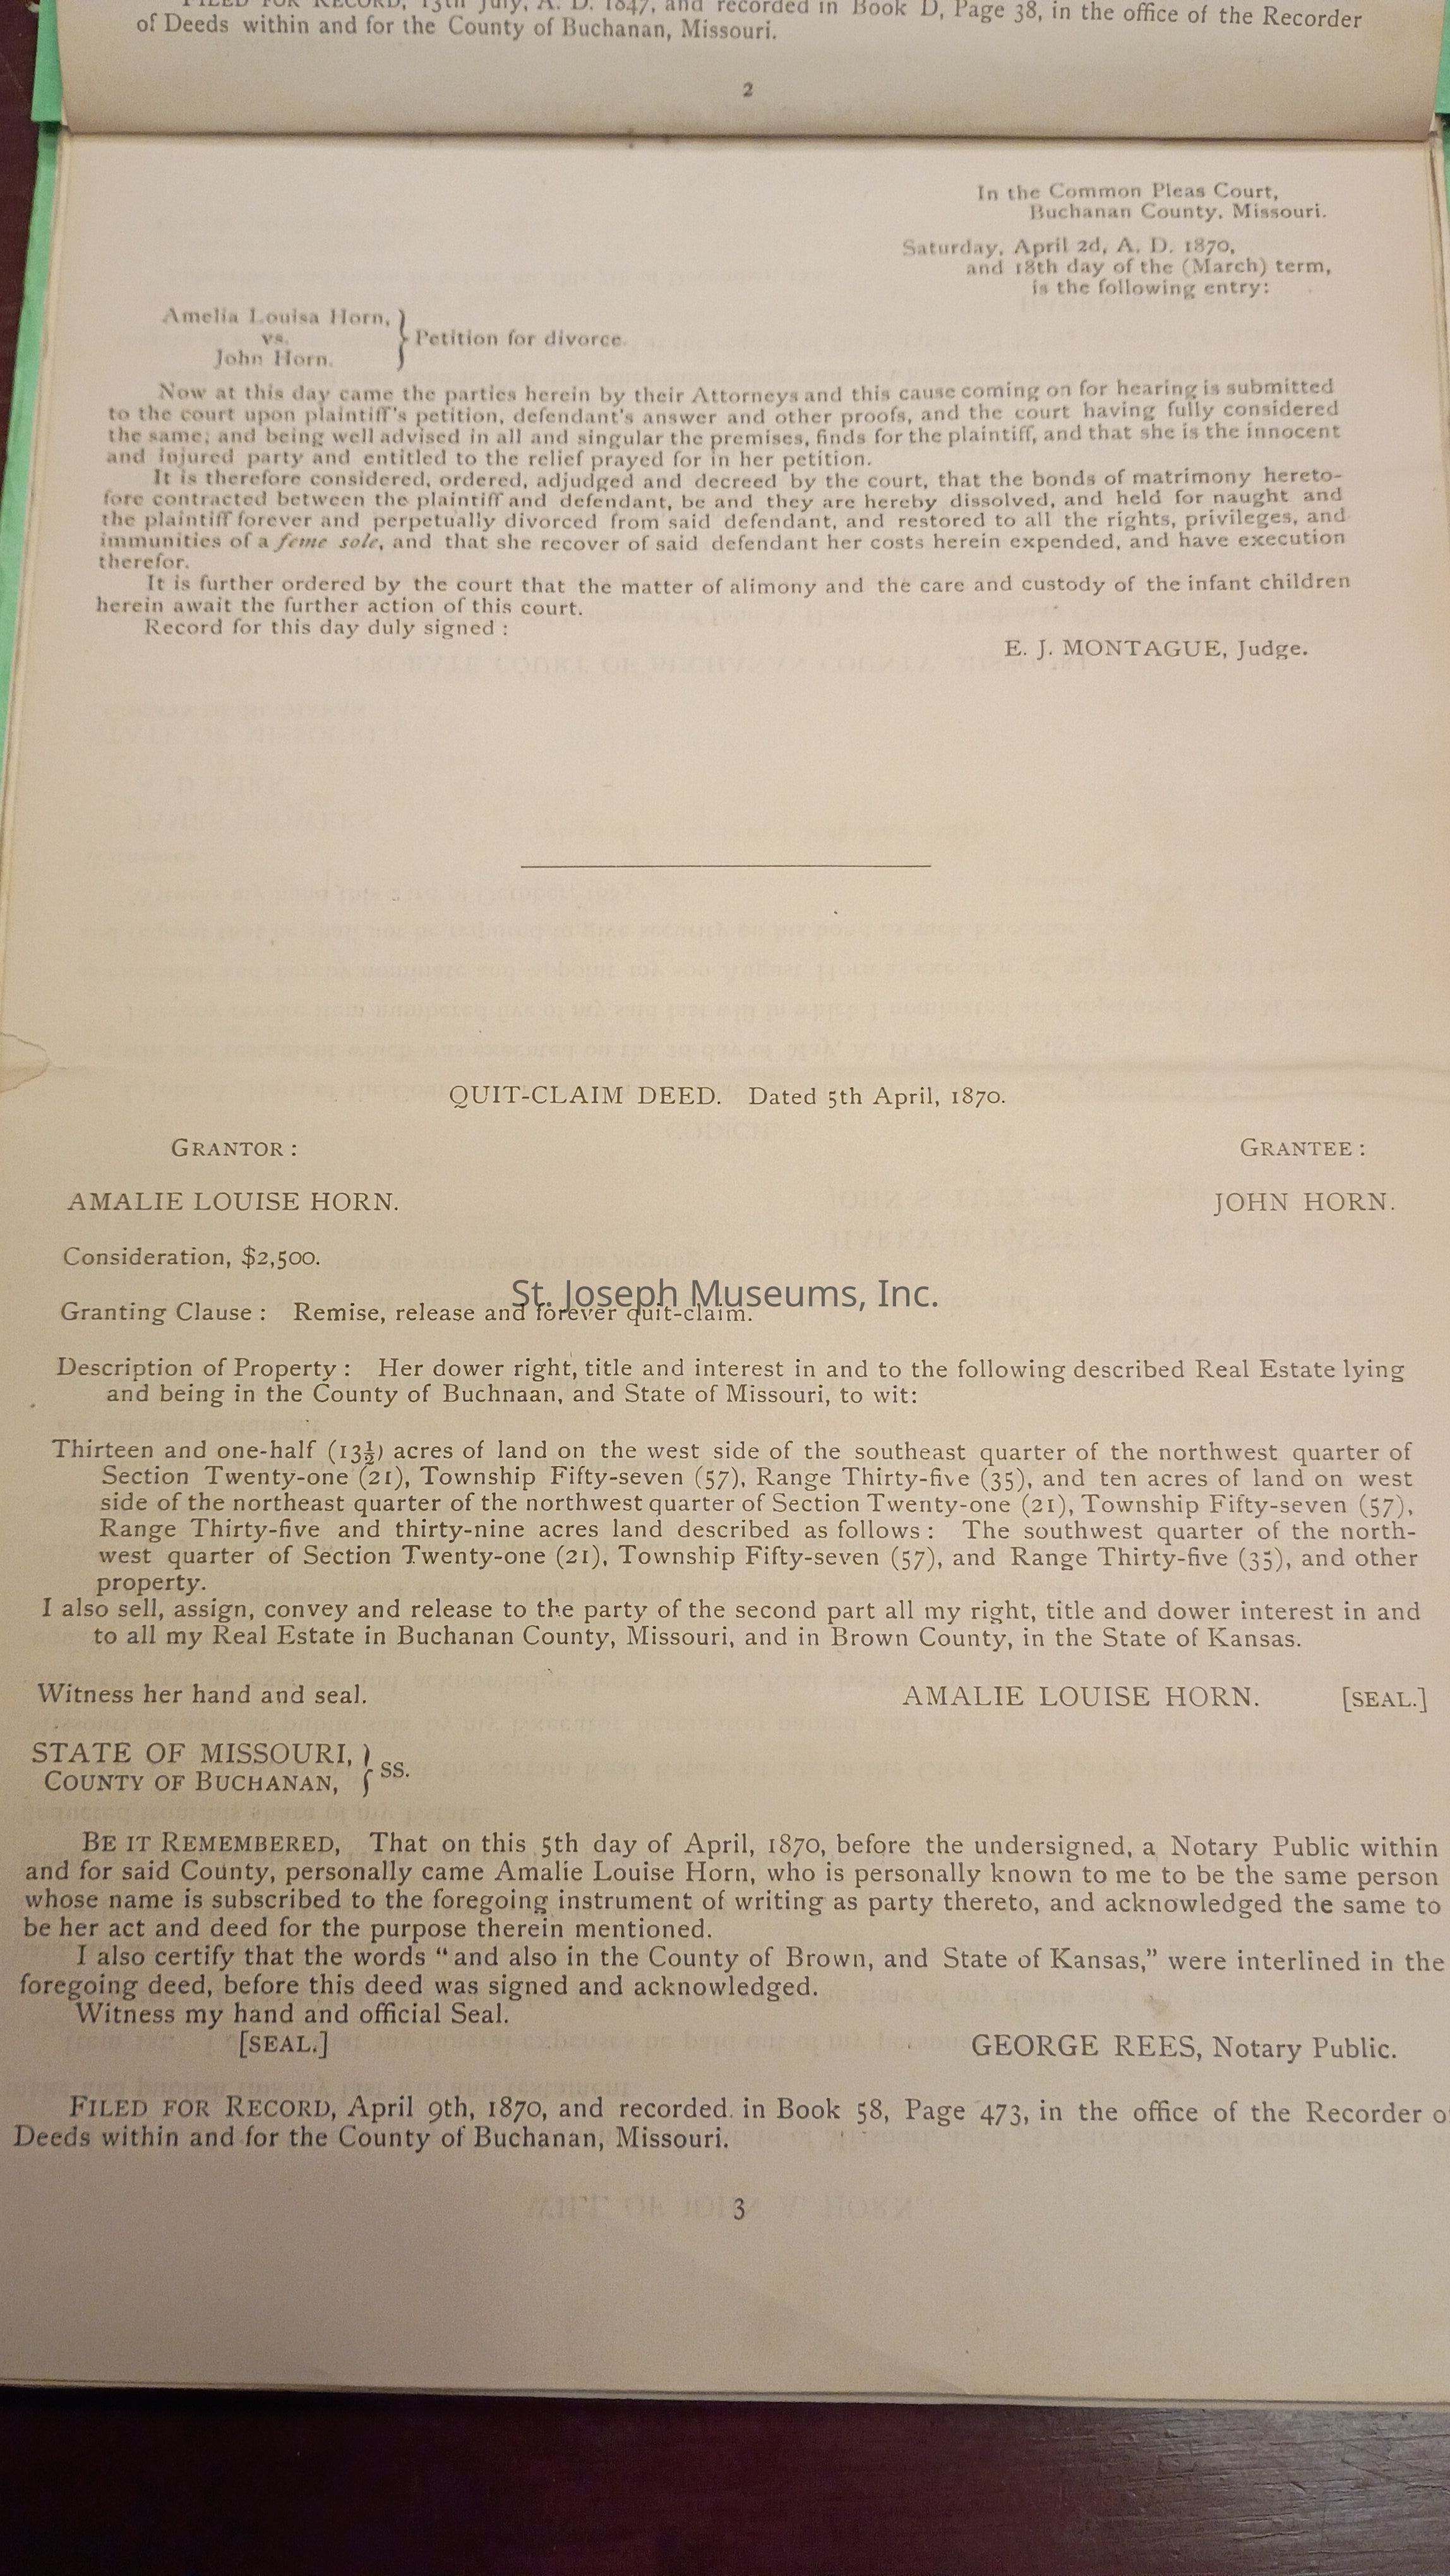 FILED FOR RECORD, 13th July, A. D. 1847, and recorded in Book D, Page 38, in the office of the Recorder
of Deeds within and for the County of Buchanan, Missouri.
2
In the Common Pleas Court,
Buchanan County, Missouri.
Saturday, April 2d, A. D. 1870,
and 18th day of the (March) term,
is the following entry:
Amelia Louisa Horn,
vs.
John Horn.
} Petition for divorce.
Now at this day came the parties herein by their Attorneys and this cause coming on for hearing is submitted
to the court upon plaintiff's petition, defendant's answer and other proofs, and the court having fully considered
the same; and being well advised in all and singular the premises, finds for the plaintiff, and that she is the innocent
and injured party and entitled to the relief prayed for in her petition.
It is therefore considered, ordered, adjudged and decreed by the court, that the bonds of matrimony hereto-
fore contracted between the plaintiff and defendant, be and they are hereby dissolved, and held for naught and
the plaintiff forever and perpetually divorced from said defendant, and restored to all the rights, privileges, and
immunities of a feme sole, and that she recover of said defendant her costs herein expended, and have execution
therefor.
It is further ordered by the court that the matter of alimony and the care and custody of the infant children
herein await the further action of this court.
Record for this day duly signed :
E. J. MONTAGUE, Judge.
QUIT-CLAIM DEED. Dated 5th April, 1870.
GRANTOR : GRANTEE :
AMALIE LOUISE HORN. JOHN HORN.
Consideration, $2,500.
St. Joseph Museums, Inc.
Granting Clause : Remise, release and forever quit-claim.
Description of Property : Her dower right, title and interest in and to the following described Real Estate lying
and being in the County of Buchnaan, and State of Missouri, to wit:
Thirteen and one-half (13½) acres of land on the west side of the southeast quarter of the northwest quarter of
Section Twenty-one (21), Township Fifty-seven (57), Range Thirty-five (35), and ten acres of land on west
side of the northeast quarter of the northwest quarter of Section Twenty-one (21), Township Fifty-seven (57),
Range Thirty-five and thirty-nine acres land described as follows : The southwest quarter of the north-
west quarter of Section Twenty-one (21), Township Fifty-seven (57), and Range Thirty-five (35), and other
property.
I also sell, assign, convey and release to the party of the second part all my right, title and dower interest in and
to all my Real Estate in Buchanan County, Missouri, and in Brown County, in the State of Kansas.
Witness her hand and seal. AMALIE LOUISE HORN. [SEAL.]
STATE OF MISSOURI,
COUNTY OF BUCHANAN, } ss.
BE IT REMEMBERED, That on this 5th day of April, 1870, before the undersigned, a Notary Public within
and for said County, personally came Amalie Louise Horn, who is personally known to me to be the same person
whose name is subscribed to the foregoing instrument of writing as party thereto, and acknowledged the same to
be her act and deed for the purpose therein mentioned.
I also certify that the words “and also in the County of Brown, and State of Kansas,” were interlined in the
foregoing deed, before this deed was signed and acknowledged.
Witness my hand and official Seal.
[SEAL.] GEORGE REES, Notary Public.
FILED FOR RECORD, April 9th, 1870, and recorded in Book 58, Page 473, in the office of the Recorder o
Deeds within and for the County of Buchanan, Missouri.
3